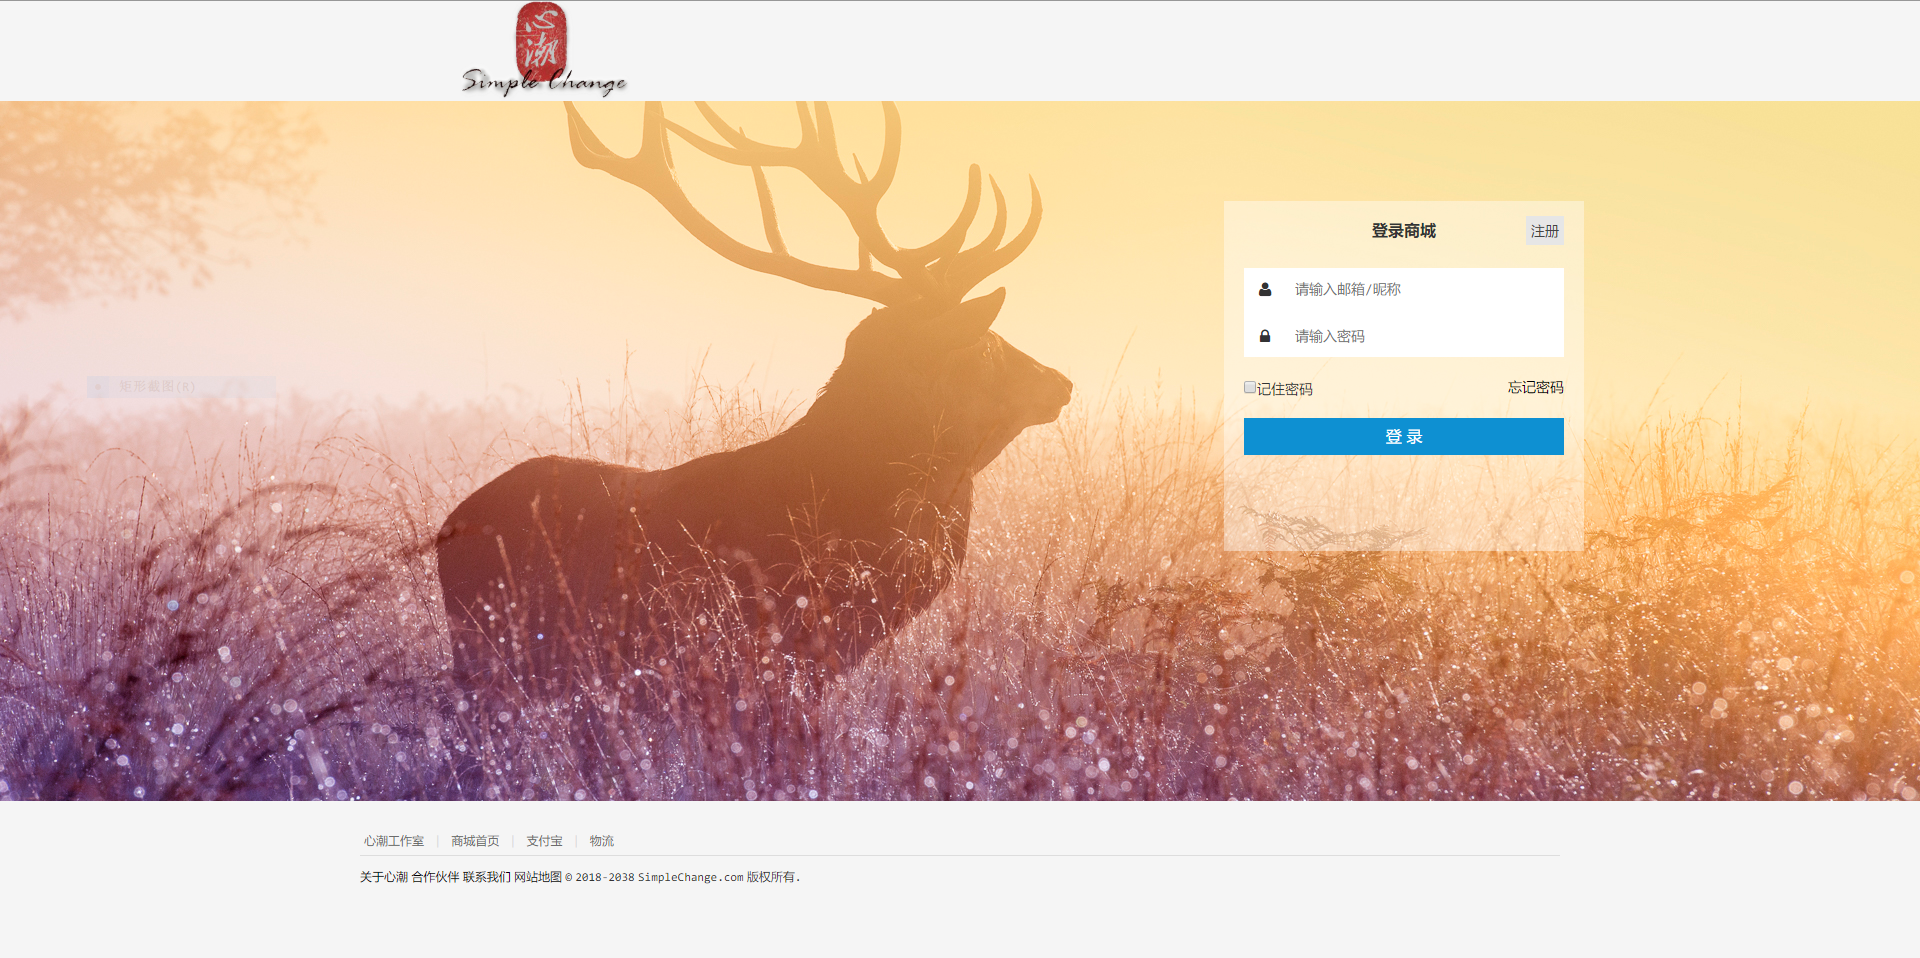 心潮
Simple Change
登录商城
注册
请输入邮箱/昵称
请输入密码
记住密码
忘记密码
登 录
矩形截图(R)
心潮工作室 | 商城首页 | 支付宝 | 物流
关于心潮 合作伙伴 联系我们 网站地图 © 2018-2038 SimpleChange.com 版权所有.